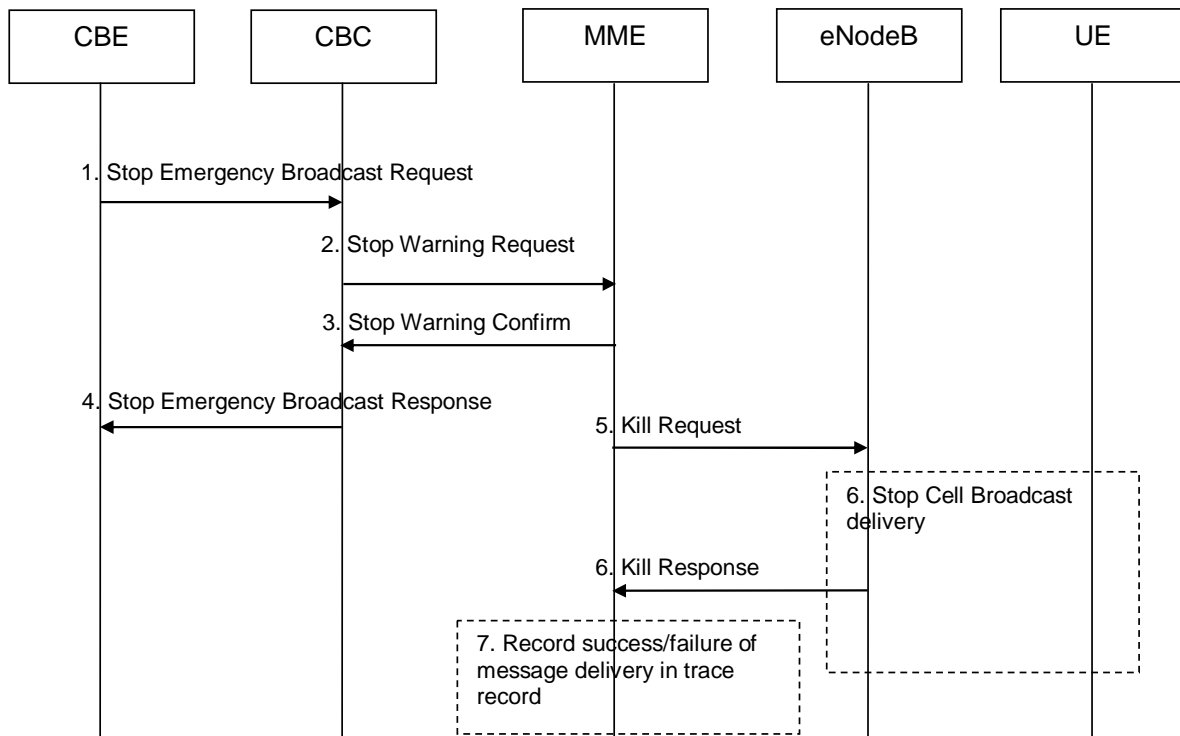 CBE
CBC
MME
eNodeB
UE
1. Stop Emergency Broadcast Request
2. Stop Warning Request
3. Stop Warning Confirm
4. Stop Emergency Broadcast Response
5. Kill Request
6. Stop Cell Broadcast
delivery
6. Kill Response
7. Record success/failure of
message delivery in trace
record